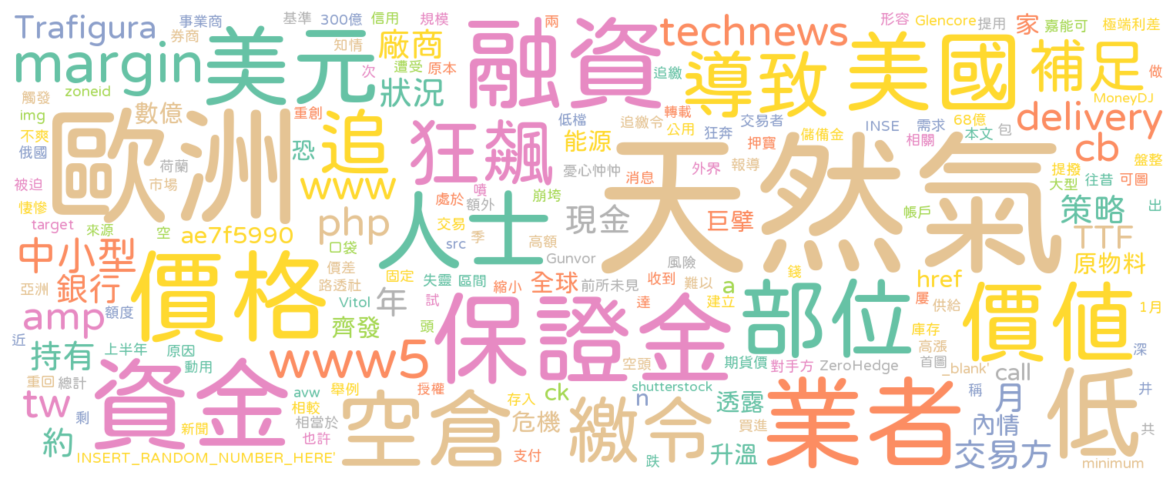 Trafigura 事業商 券商 基準 300億 信用 規模 兩 形容 Glencore 提用 家 嘉能可 極端利差
margin 美元 知情 廠商 次 遭受 原本 融資 technews 追繳 導致 美國 補足 做
zoneid 狀況 轉載 MoneyDJ
觸發 img 數億 重創 低檔 追繳令 公用 交易者 儲備金 68億 delivery
不爽 歐洲 追 狂飆 能源 狂奔 INSE 需求 本文 包
俄國 荷蘭 恐 憂心忡忡 押寶 相關 cb 盤整
被迫 市場 www 消息 外界 報導 天然氣 提撥 大型 往昔 可圖
悽慘 處於 噴 崩垮 額外
target php 人士 現金 巨擘 帳戶 策略 出
來源 空 ae7f5990 口袋 交易 季 src 高額 Gunvor 風險 TTF
中小型 價格 價差 固定 失靈 區間 原物料
亞洲 銀行 路透社 試 縮小 全球 前所未見 收到 難以 錢 a href
amp 額度 Vitol 年 保證金 達 建立 部位 屢 供給 價值 1月
近 持有 上半年 原因 齊發 頭 庫存 高漲 深
重回 總計 動用 www5 空頭 期貨價 對手方 ZeroHedge 首圖 _blank' call
tw 資金 avw 舉例 授權 ck shutterstock n 透露 業者 稱 月 低 井
剩 相較 空倉 存入 危機 繳令 買進 內情
約 新開 相當於 也許 共
INSERT_RANDOM_NUMBER_HERE' 支付 跌 升溫 交易方 minimum